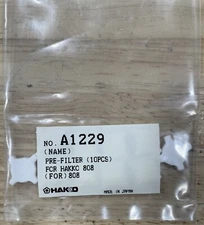 NO. A1229
(NAME)
PRE-FILTER (10PCS)
FOR HAKKO 808
(FOR) 808
HAKKO
MADE IN JAPAN